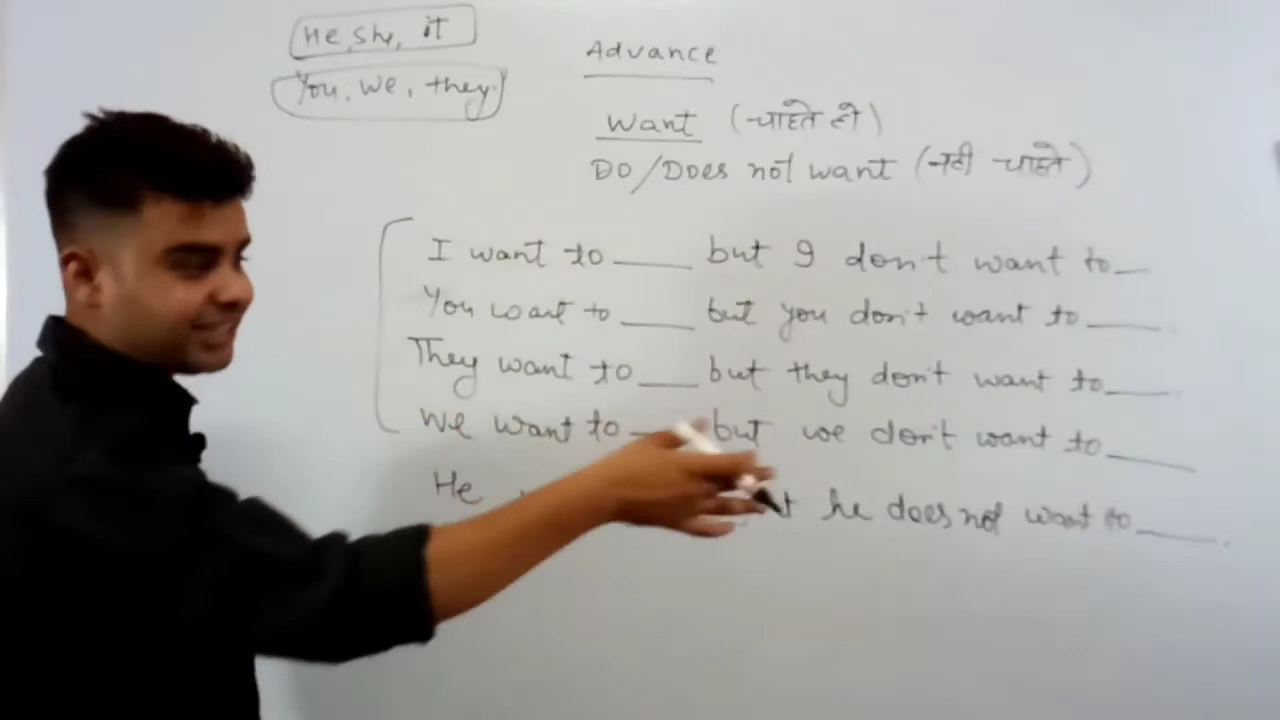 He, she, it
You, we, they.
Advance
want (चाहते हो)
DO/Does not want (नही चाहते)
I want to ____ but I don't want to __
You want to ____ but you don't want to ____.
They want to ____ but they don't want to ____.
We want to ____ but we don't want to ____
He he does not want to ____.